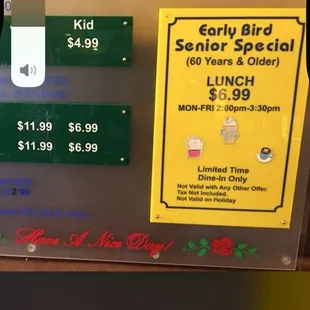 Kid
$4.99
$11.99 $6.99
$11.99 $6.99
Early Bird
Senior Special
(60 Years & Older)
LUNCH
$6.99
MON-FRI 2:00pm-3:30pm
Limited Time
Dine-In Only
Not Valid with Any Other Offer.
Tax Not Included.
Not Valid on Holiday
Have A Nice Day!